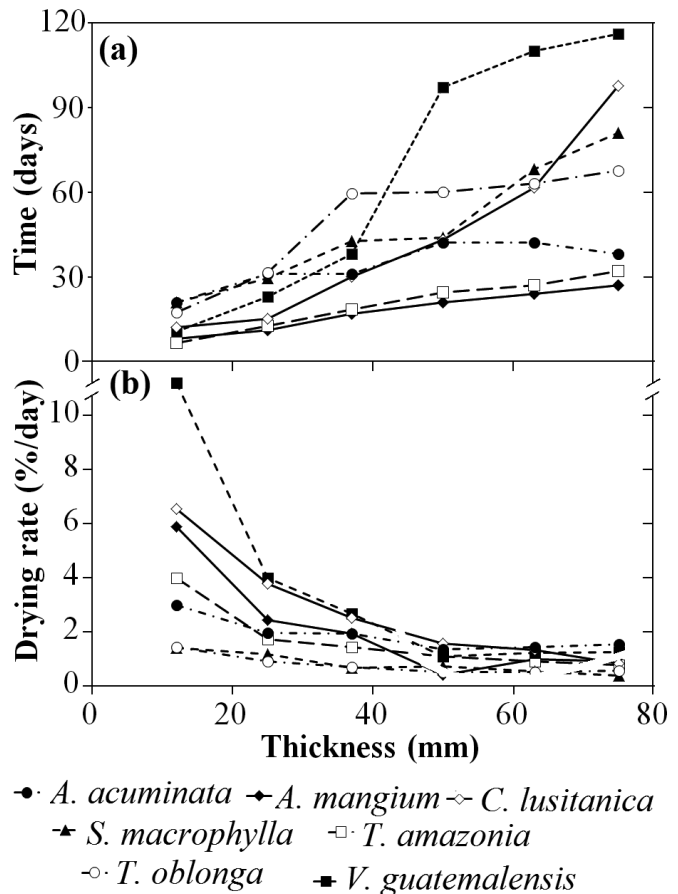 (a)
120
90
60
30
0
Time (days)
(b)
10
8
6
4
2
0
Drying rate (%/day)
0 20 40 60 80
Thickness (mm)
A. acuminata A. mangium C. lusitanica
S. macrophylla T. amazonia
T. oblonga V. guatemalensis